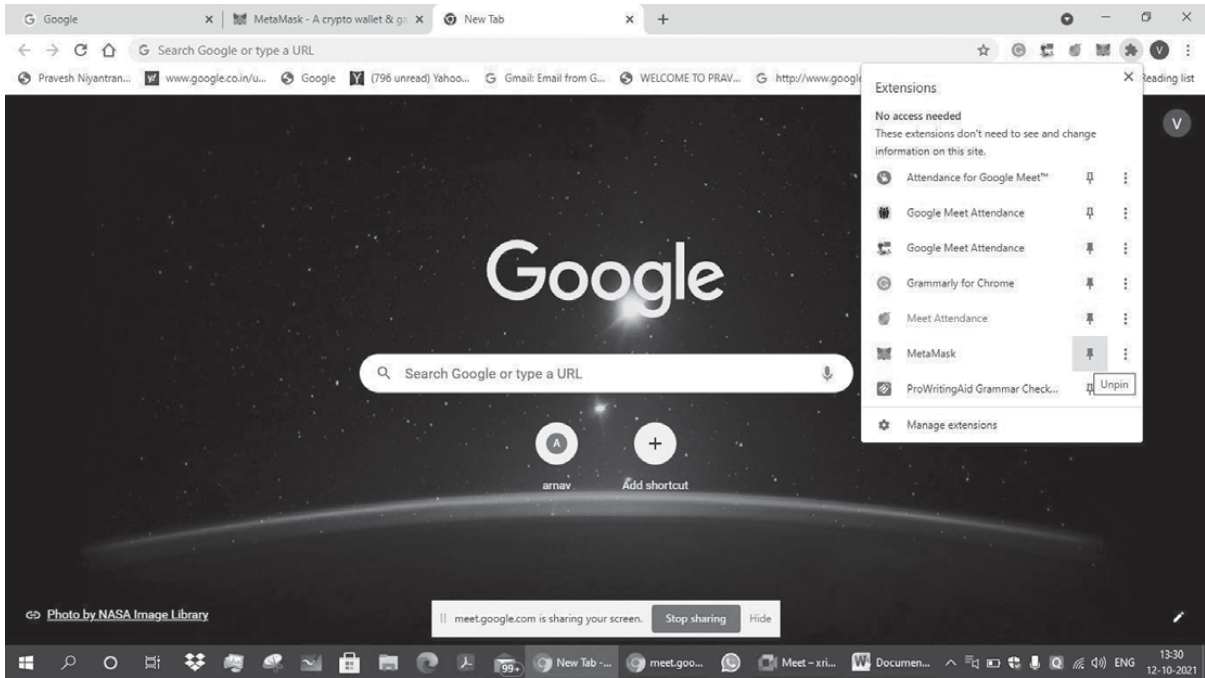 Google
MetaMask - A crypto wallet & ga
New Tab
Search Google or type a URL
V
Pravesh Niyantran...
www.google.co.in/u...
Google
(796 unread) Yahoo...
Gmail: Email from G...
WELCOME TO PRAV...
http://www.google
Reading list
Extensions
No access needed
These extensions don't need to see and change
information on this site.
Attendance for Google Meet™
Google Meet Attendance
Google Meet Attendance
Grammarly for Chrome
Meet Attendance
MetaMask
Unpin
ProWritingAid Grammar Check...
Manage extensions
V
Google
Search Google or type a URL
A
arnav
Add shortcut
Photo by NASA Image Library
meet.google.com is sharing your screen.
Stop sharing
Hide
99+
New Tab -...
meet.goo...
Meet – xri...
Documen...
ENG
13:30
12-10-2021